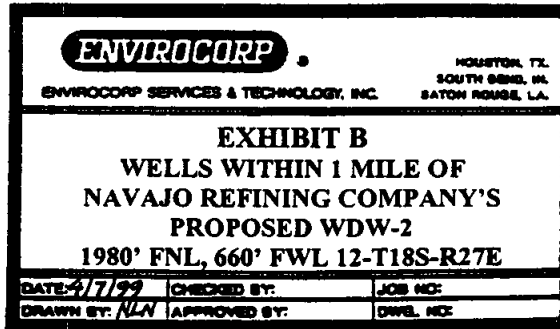 ENVIROCORP ®
HOUSTON, TX.
SOUTH BEND, IN.
BATON ROUGE, LA.
ENVIROCORP SERVICES & TECHNOLOGY, INC.
EXHIBIT B
WELLS WITHIN 1 MILE OF
NAVAJO REFINING COMPANY'S
PROPOSED WDW-2
1980' FNL, 660' FWL 12-T18S-R27E
DATE: 4/7/99 CHECKED BY: JOB NO:
DRAWN BY: NLN APPROVED BY: DWG. NO: